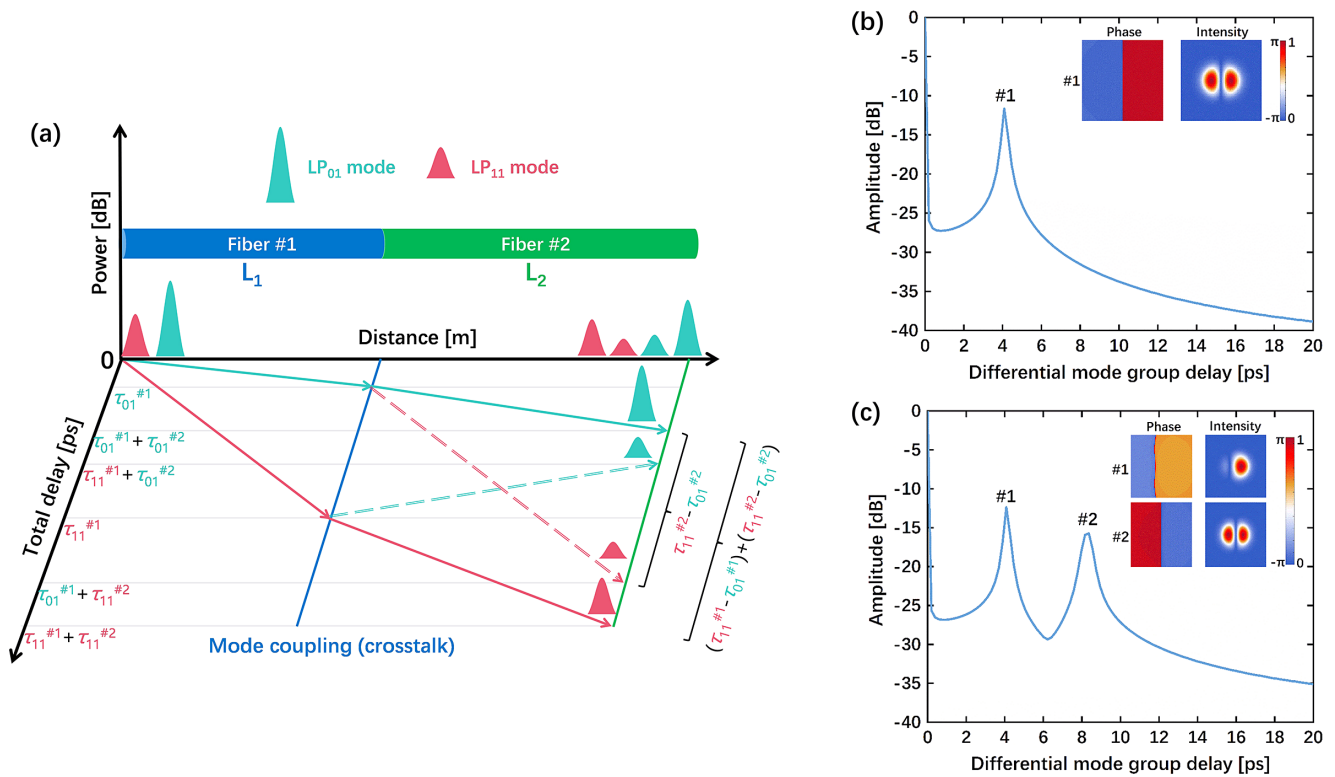 (a)
Power [dB]
LP₀₁ mode
LP₁₁ mode
Fiber #1
Fiber #2
L₁
L₂
Distance [m]
0
Total delay [ps]
τ₀₁^#1
τ₀₁^#1 + τ₀₁^#2
τ₁₁^#1 + τ₀₁^#2
τ₁₁^#1
τ₀₁^#1 + τ₁₁^#2
τ₁₁^#1 + τ₁₁^#2
Mode coupling (crosstalk)
τ₁₁^#2 - τ₀₁^#2
(τ₁₁^#1 - τ₀₁^#1) + (τ₁₁^#2 - τ₀₁^#2)
(b)
Amplitude [dB]
0
-5
-10
-15
-20
-25
-30
-35
-40
0 2 4 6 8 10 12 14 16 18 20
Differential mode group delay [ps]
#1
Phase Intensity
#1
π 1
-π 0
(c)
Amplitude [dB]
0
-5
-10
-15
-20
-25
-30
-35
-40
0 2 4 6 8 10 12 14 16 18 20
Differential mode group delay [ps]
#1
#2
Phase Intensity
#1
#2
π 1
-π 0